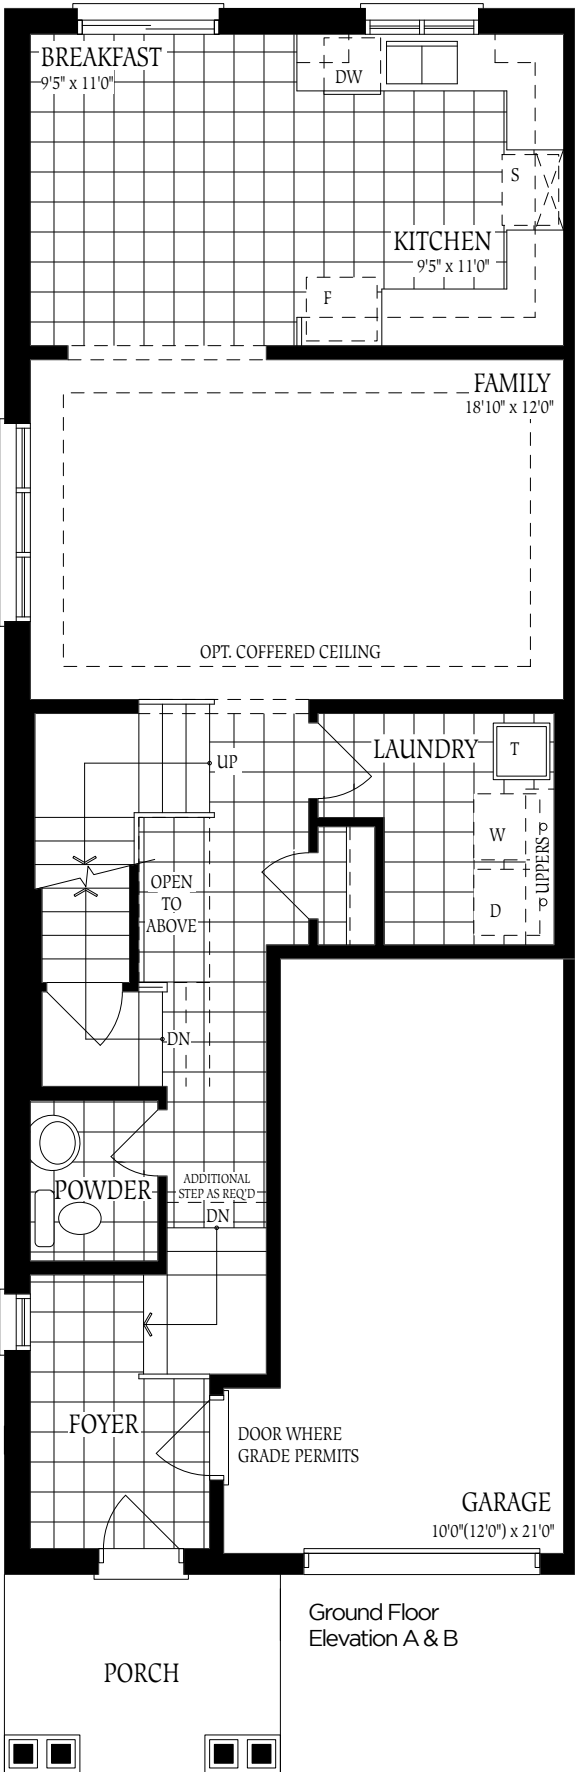 BREAKFAST
9'5" x 11'0"
DW
S
KITCHEN
9'5" x 11'0"
F
FAMILY
18'10" x 12'0"
OPT. COFFERED CEILING
UP
LAUNDRY
T
W
UPPERS
D
OPEN
TO
ABOVE
DN
POWDER
ADDITIONAL
STEP AS REQ'D
DN
FOYER
DOOR WHERE
GRADE PERMITS
GARAGE
10'0"(12'0") x 21'0"
Ground Floor
Elevation A & B
PORCH